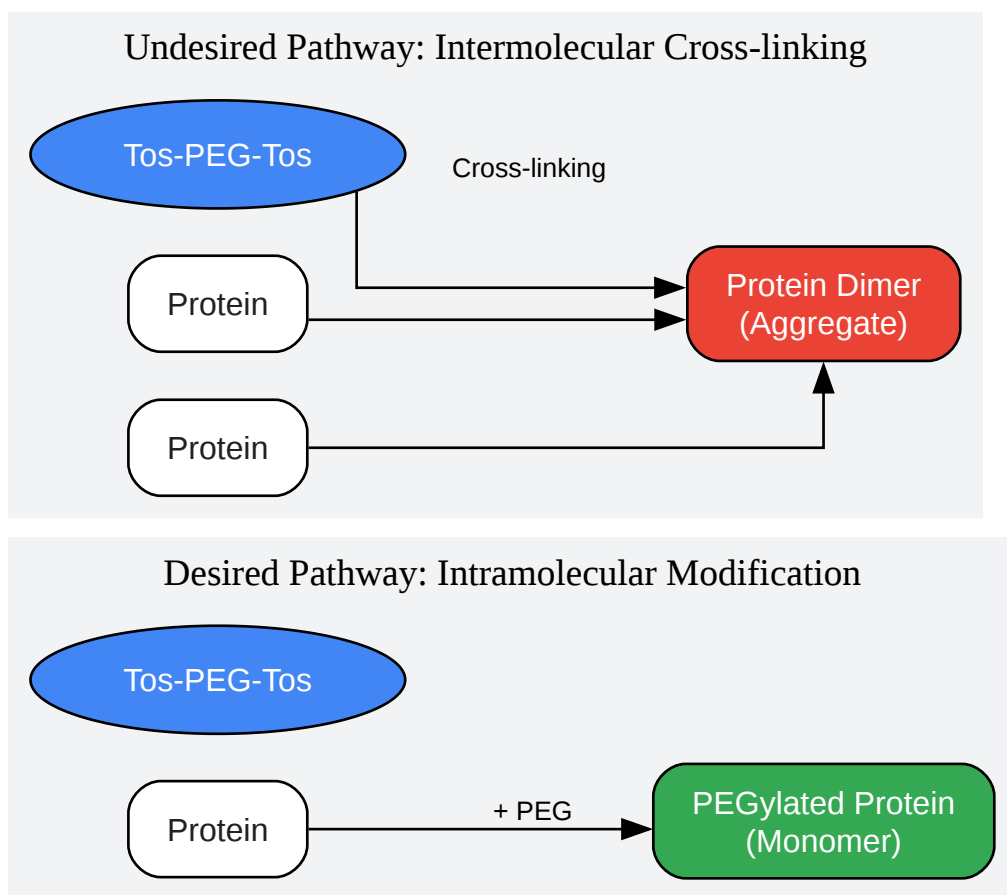 Undesired Pathway: Intermolecular Cross-linking
Tos-PEG-Tos
Cross-linking
Protein
Protein Dimer
(Aggregate)
Protein
Desired Pathway: Intramolecular Modification
Tos-PEG-Tos
Protein
+ PEG
PEGylated Protein
(Monomer)